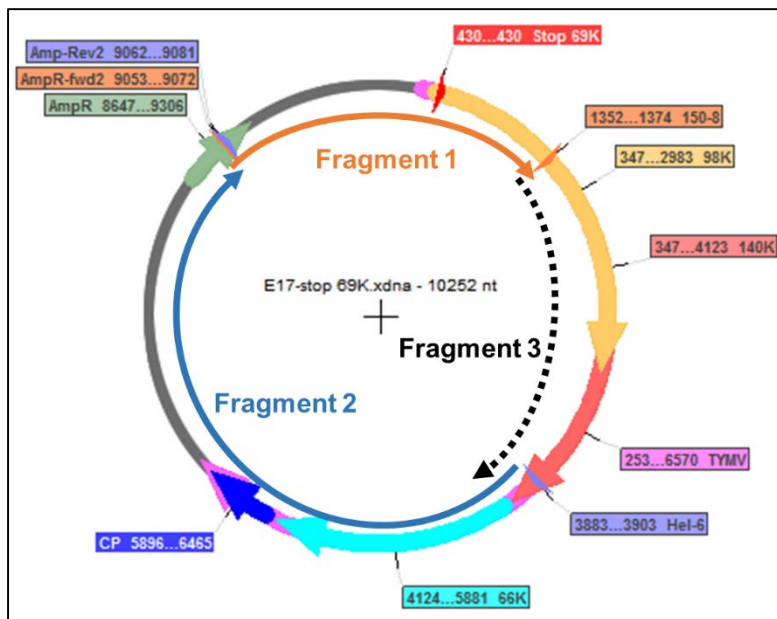 430...430 Stop 69K
Amp-Rev2 9062...9081
AmpR-fwd2 9053...9072
AmpR 8647...9306
1352...1374 150-8
Fragment 1
347...2983 98K
347...4123 140K
E17-stop 69K.xdna - 10252 nt
Fragment 3
Fragment 2
253...6570 TYMV
3883...3903 Hel-6
CP 5896...6465
4124...5881 66K